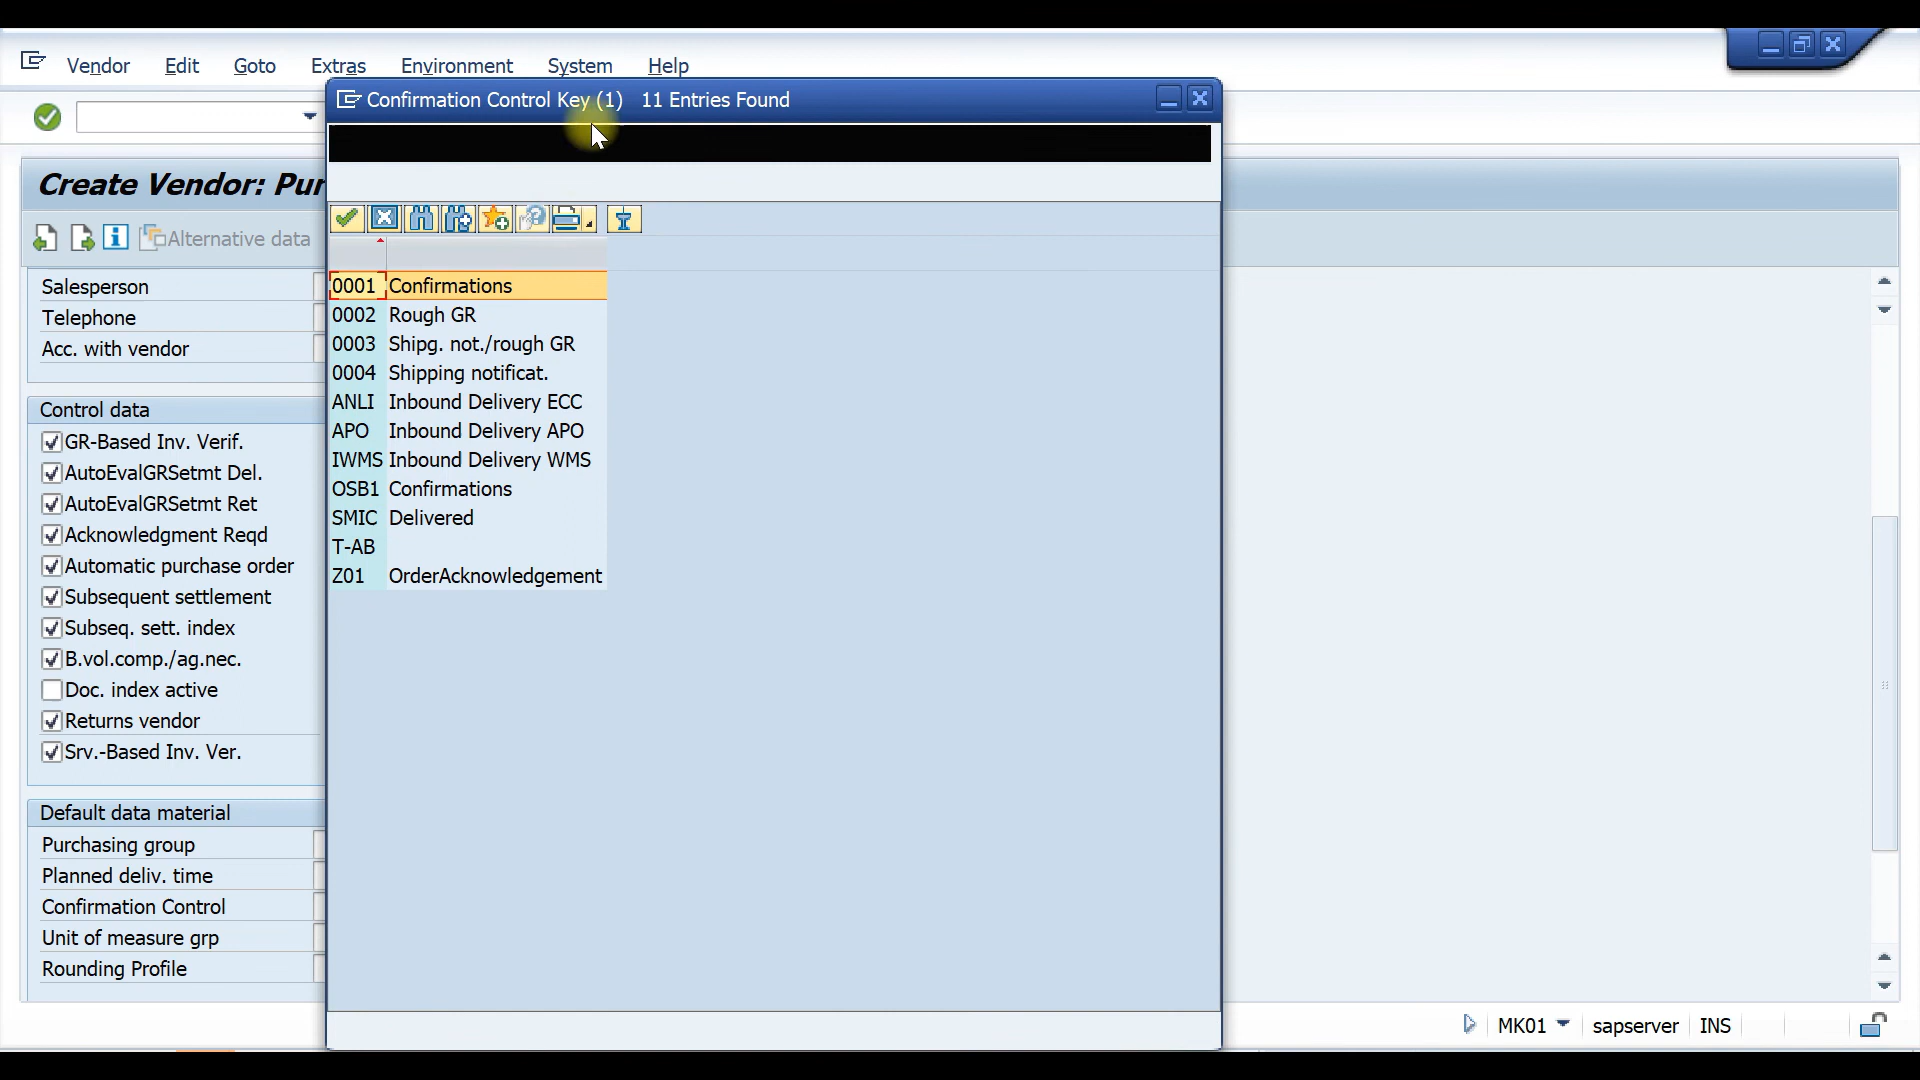 Vendor Edit Goto Extras Environment System Help
Confirmation Control Key (1) 11 Entries Found
Create Vendor: Pur
Alternative data
Salesperson
Telephone
Acc. with vendor
Control data
GR-Based Inv. Verif.
AutoEvalGRSetmt Del.
AutoEvalGRSetmt Ret
Acknowledgment Reqd
Automatic purchase order
Subsequent settlement
Subseq. sett. index
B.vol.comp./ag.nec.
Doc. index active
Returns vendor
Srv.-Based Inv. Ver.
Default data material
Purchasing group
Planned deliv. time
Confirmation Control
Unit of measure grp
Rounding Profile
0001 Confirmations
0002 Rough GR
0003 Shipg. not./rough GR
0004 Shipping notificat.
ANLI Inbound Delivery ECC
APO Inbound Delivery APO
IWMS Inbound Delivery WMS
OSB1 Confirmations
SMIC Delivered
T-AB
Z01 OrderAcknowledgement
MK01 sapserver INS